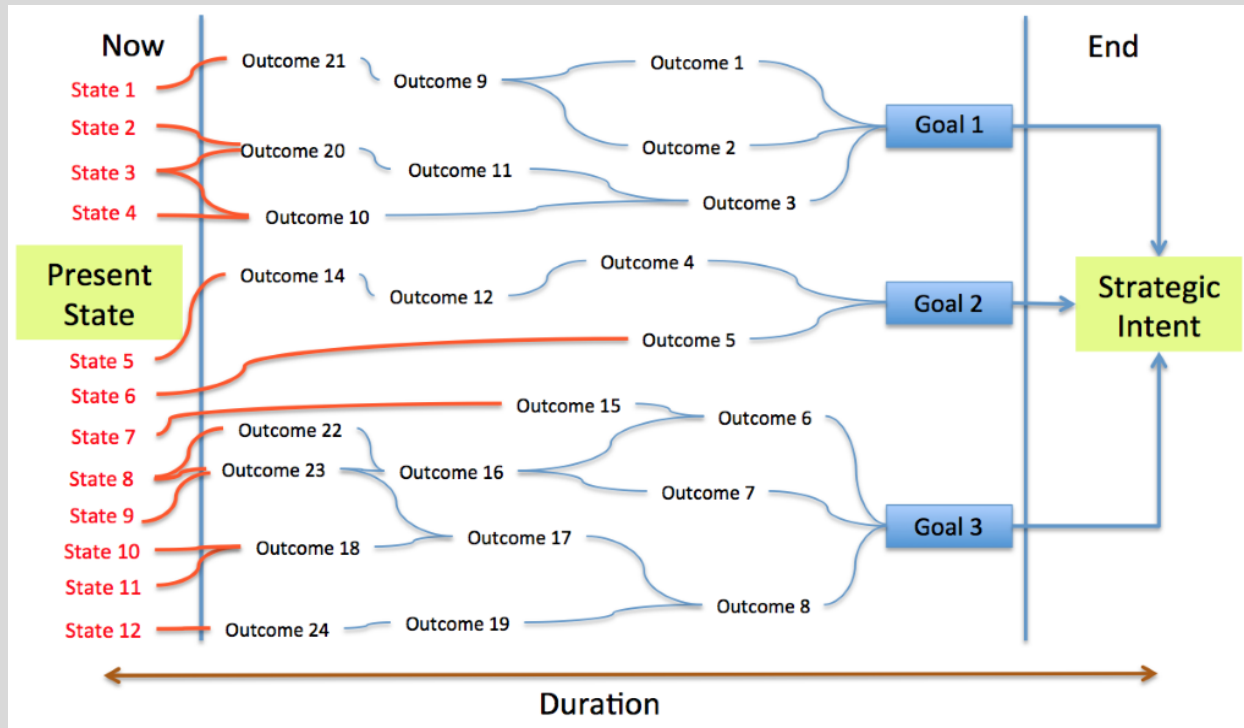 Now
End
Outcome 21
Outcome 1
State 1
Outcome 9
State 2
Goal 1
Outcome 20
Outcome 2
State 3
Outcome 11
State 4
Outcome 10
Outcome 3
Present
State
Outcome 14
Outcome 4
Outcome 12
Goal 2
Strategic
Intent
State 5
Outcome 5
State 6
State 7
Outcome 15
Outcome 6
Outcome 22
State 8
Outcome 23
Outcome 16
Outcome 7
State 9
Goal 3
State 10
Outcome 18
Outcome 17
State 11
Outcome 8
State 12
Outcome 24
Outcome 19
Duration